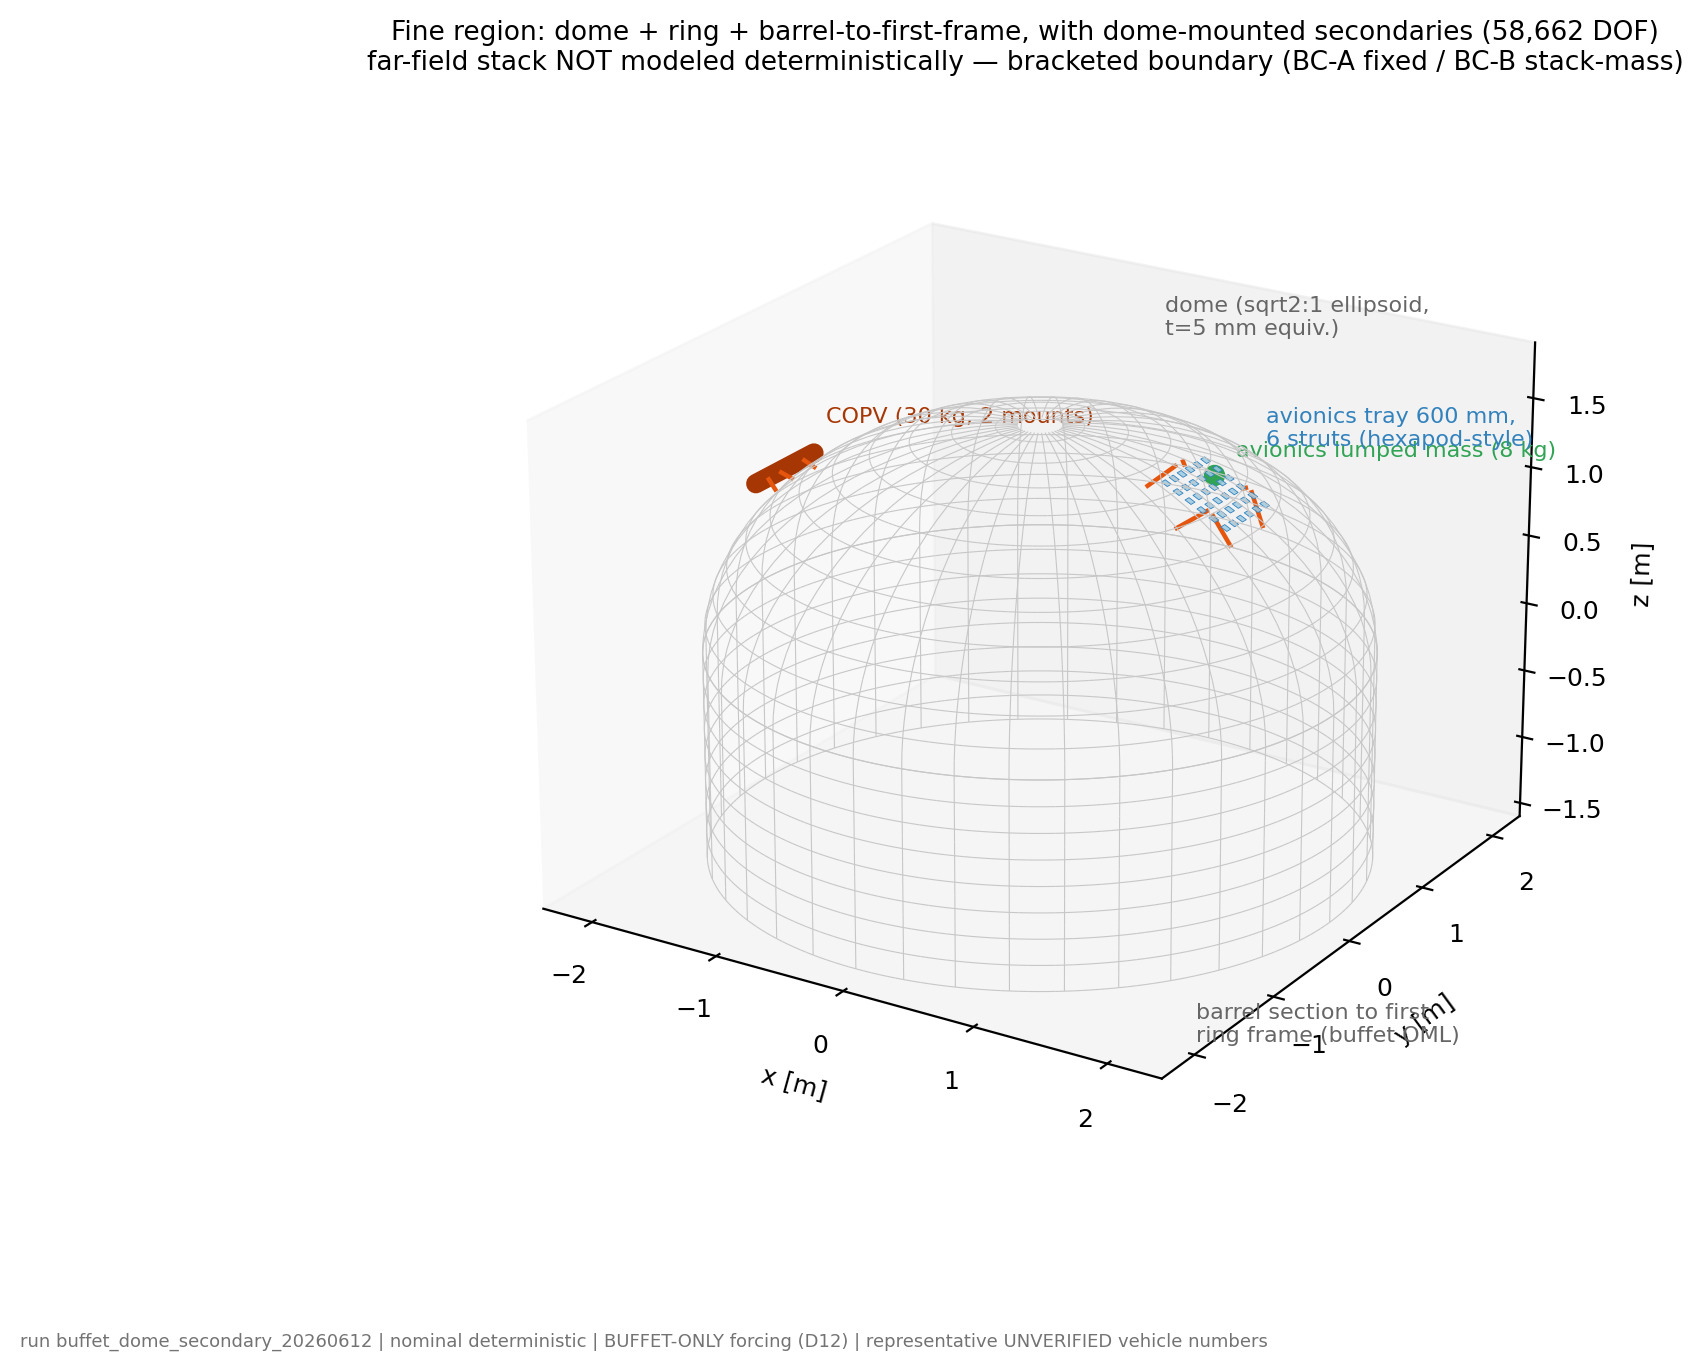 Fine region: dome + ring + barrel-to-first-frame, with dome-mounted secondaries (58,662 DOF)
far-field stack NOT modeled deterministically — bracketed boundary (BC-A fixed / BC-B stack-mass)
dome (sqrt2:1 ellipsoid,
t=5 mm equiv.)
COPV (30 kg, 2 mounts)
avionics tray 600 mm,
6 struts (hexapod-style)
avionics lumped mass (8 kg)
1.5
1.0
0.5
0.0
−0.5
−1.0
−1.5
z [m]
2
1
0
−1
−2
y [m]
−2
−1
0
1
2
x [m]
barrel section to first
ring frame (buffet OML)
run buffet_dome_secondary_20260612 | nominal deterministic | BUFFET-ONLY forcing (D12) | representative UNVERIFIED vehicle numbers